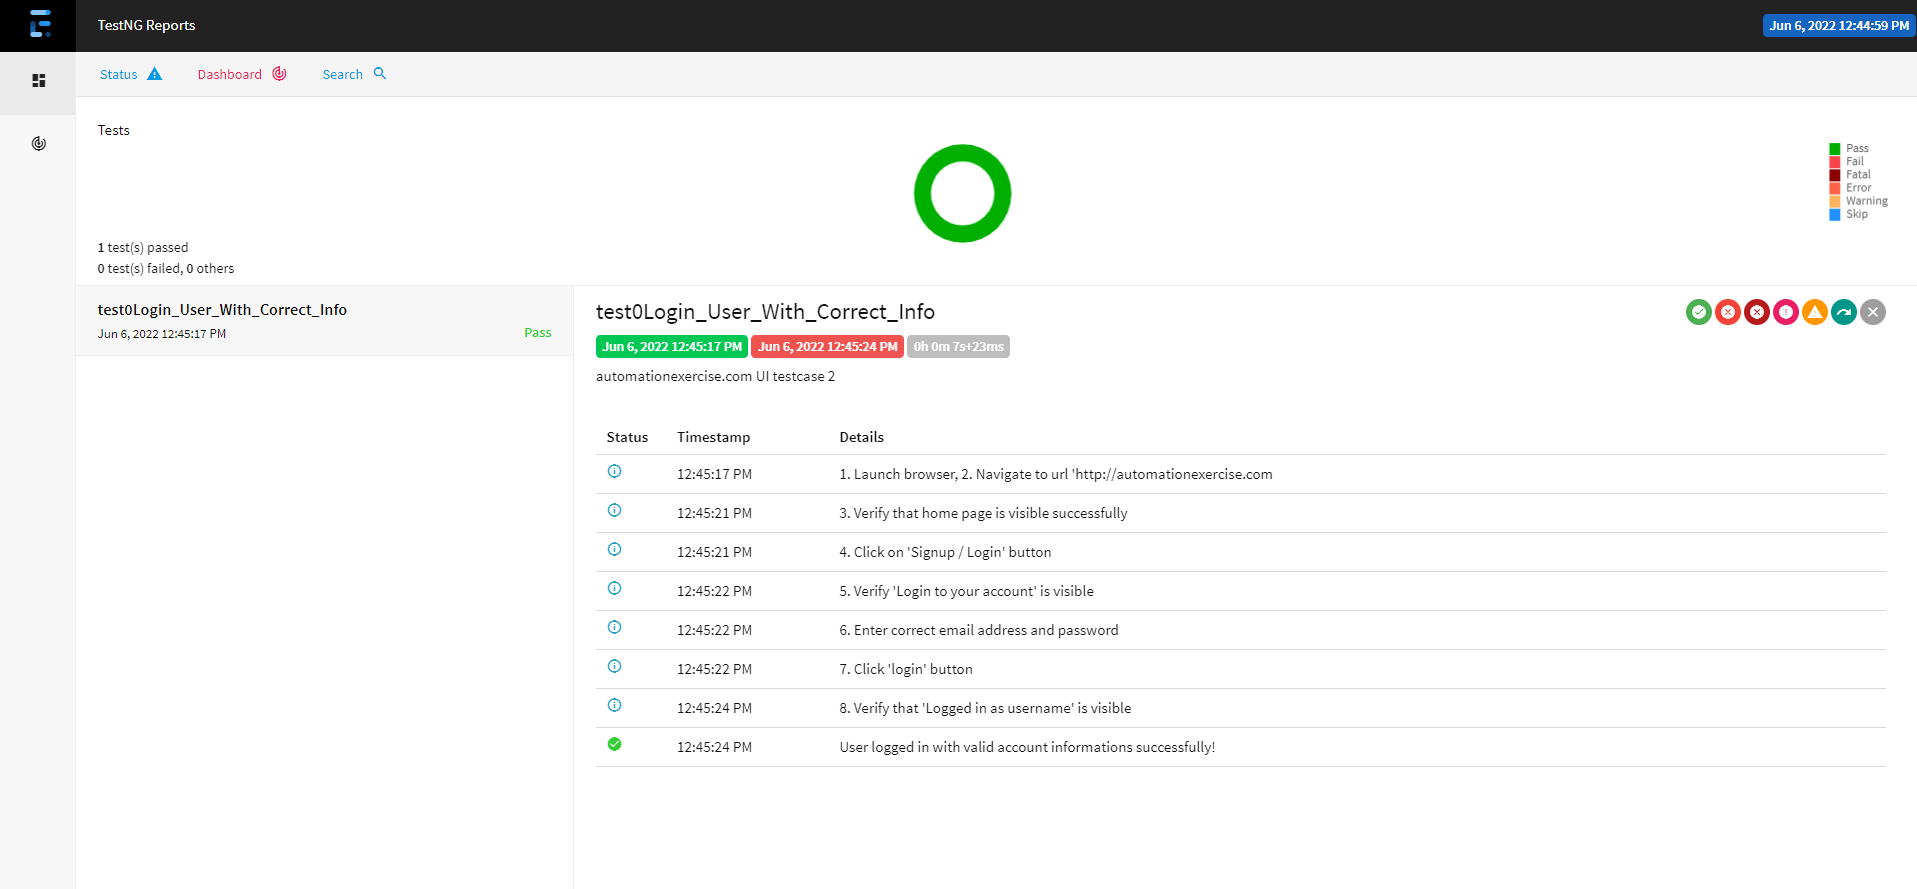 TestNG Reports
Jun 6, 2022 12:44:59 PM
Status
Dashboard
Search
Tests
Pass
Fail
Fatal
Error
Warning
Skip
1 test(s) passed
0 test(s) failed, 0 others
test0Login_User_With_Correct_Info
Jun 6, 2022 12:45:17 PM
Pass
test0Login_User_With_Correct_Info
Jun 6, 2022 12:45:17 PM Jun 6, 2022 12:45:24 PM 0h 0m 7s+23ms
automationexercise.com UI testcase 2
Status Timestamp Details
12:45:17 PM 1. Launch browser, 2. Navigate to url 'http://automationexercise.com
12:45:21 PM 3. Verify that home page is visible successfully
12:45:21 PM 4. Click on 'Signup / Login' button
12:45:22 PM 5. Verify 'Login to your account' is visible
12:45:22 PM 6. Enter correct email address and password
12:45:22 PM 7. Click 'login' button
12:45:24 PM 8. Verify that 'Logged in as username' is visible
12:45:24 PM User logged in with valid account informations successfully!